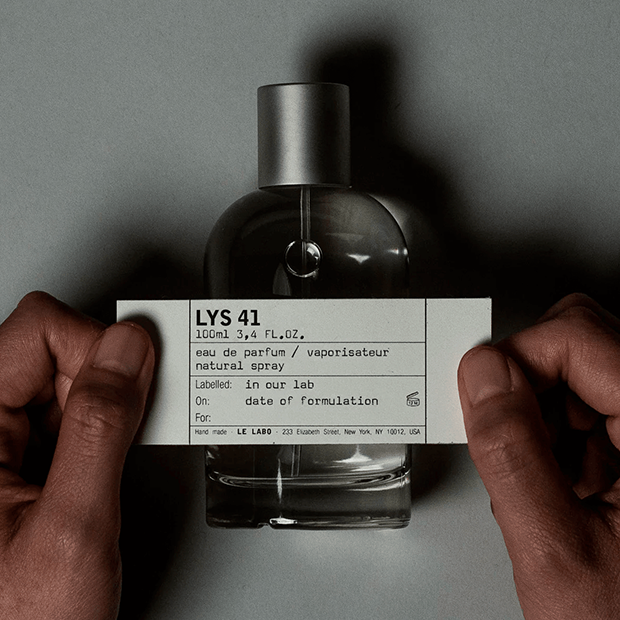 LYS 41
100ml 3,4 FL.OZ.
eau de parfum / vaporisateur
natural spray
Labelled: in our lab
On: date of formulation
For:
Hand made - LE LABO - 233 Elizabeth Street, New York, NY 10012, USA